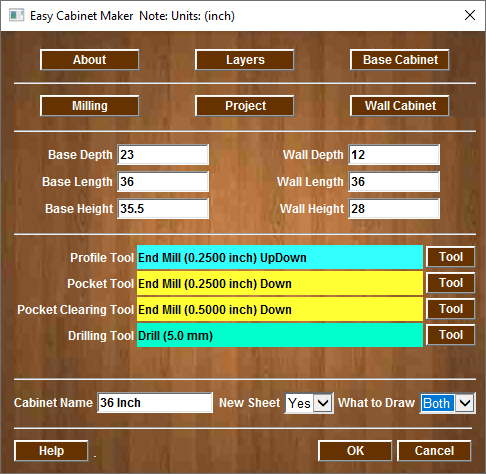 Easy Cabinet Maker Note: Units: (inch)
About Layers Base Cabinet
Milling Project Wall Cabinet
Base Depth 23 Wall Depth 12
Base Length 36 Wall Length 36
Base Height 35.5 Wall Height 28
Profile Tool End Mill (0.2500 inch) UpDown Tool
Pocket Tool End Mill (0.2500 inch) Down Tool
Pocket Clearing Tool End Mill (0.5000 inch) Down Tool
Drilling Tool Drill (5.0 mm) Tool
Cabinet Name 36 Inch New Sheet Yes What to Draw Both
Help . OK Cancel